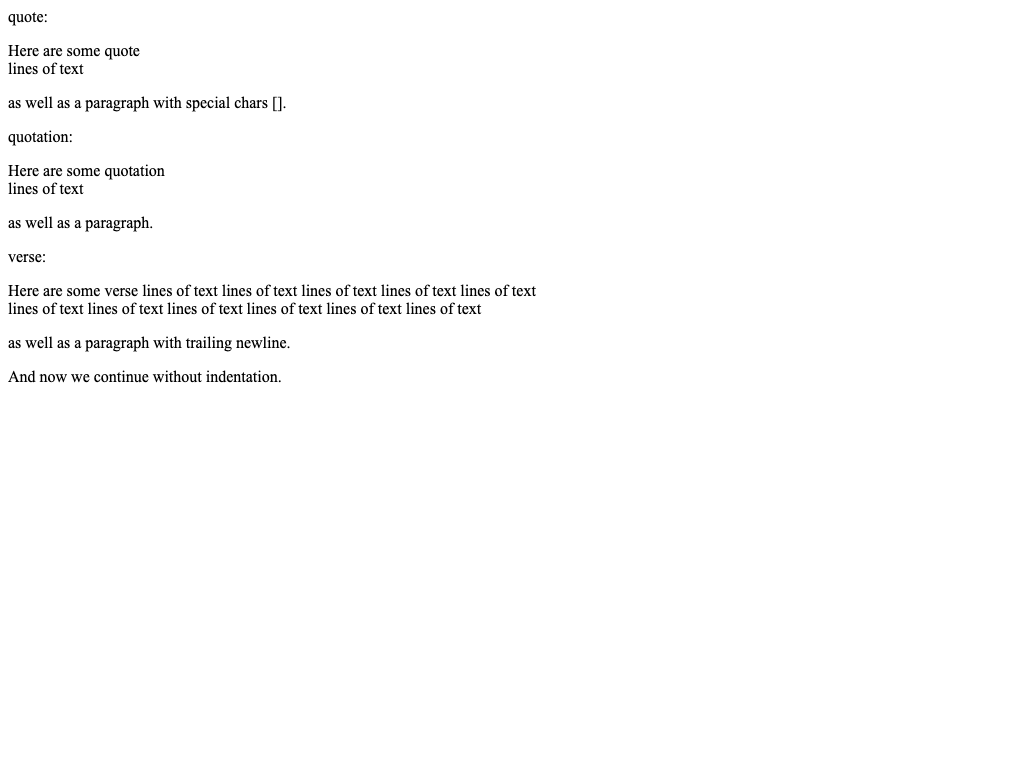 quote:
Here are some quote
lines of text
as well as a paragraph with special chars [].
quotation:
Here are some quotation
lines of text
as well as a paragraph.
verse:
Here are some verse lines of text lines of text lines of text lines of text lines of text
lines of text lines of text lines of text lines of text lines of text lines of text
as well as a paragraph with trailing newline.
And now we continue without indentation.